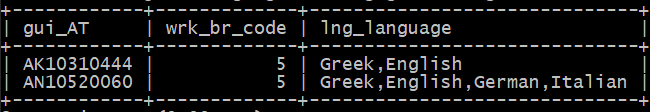 +------------+-------------+------------------------------+
| gui_AT | wrk_br_code | lng_language |
+------------+-------------+------------------------------+
| AK10310444 | 5 | Greek,English |
| AN10520060 | 5 | Greek,English,German,Italian |
+------------+-------------+------------------------------+